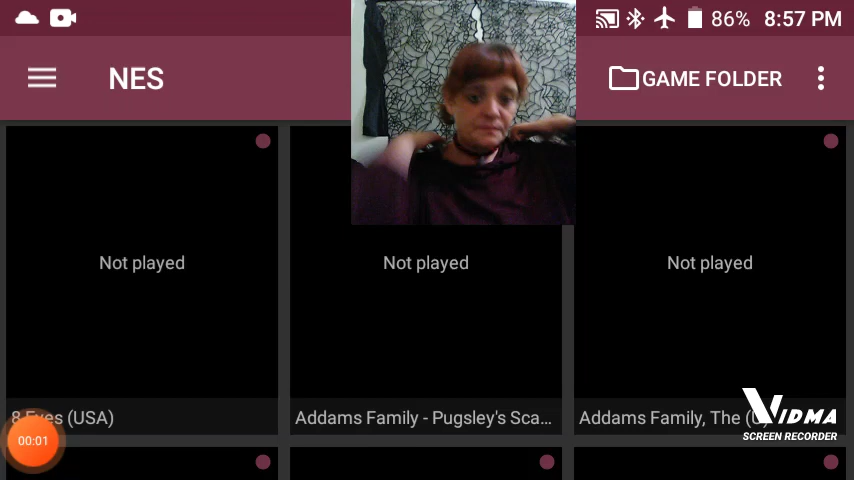 86% 8:57 PM
NES
GAME FOLDER
Not played
Not played
Not played
8 Eyes (USA)
Addams Family - Pugsley's Sca...
Addams Family, The (U)
00:01
VIDMA
SCREEN RECORDER